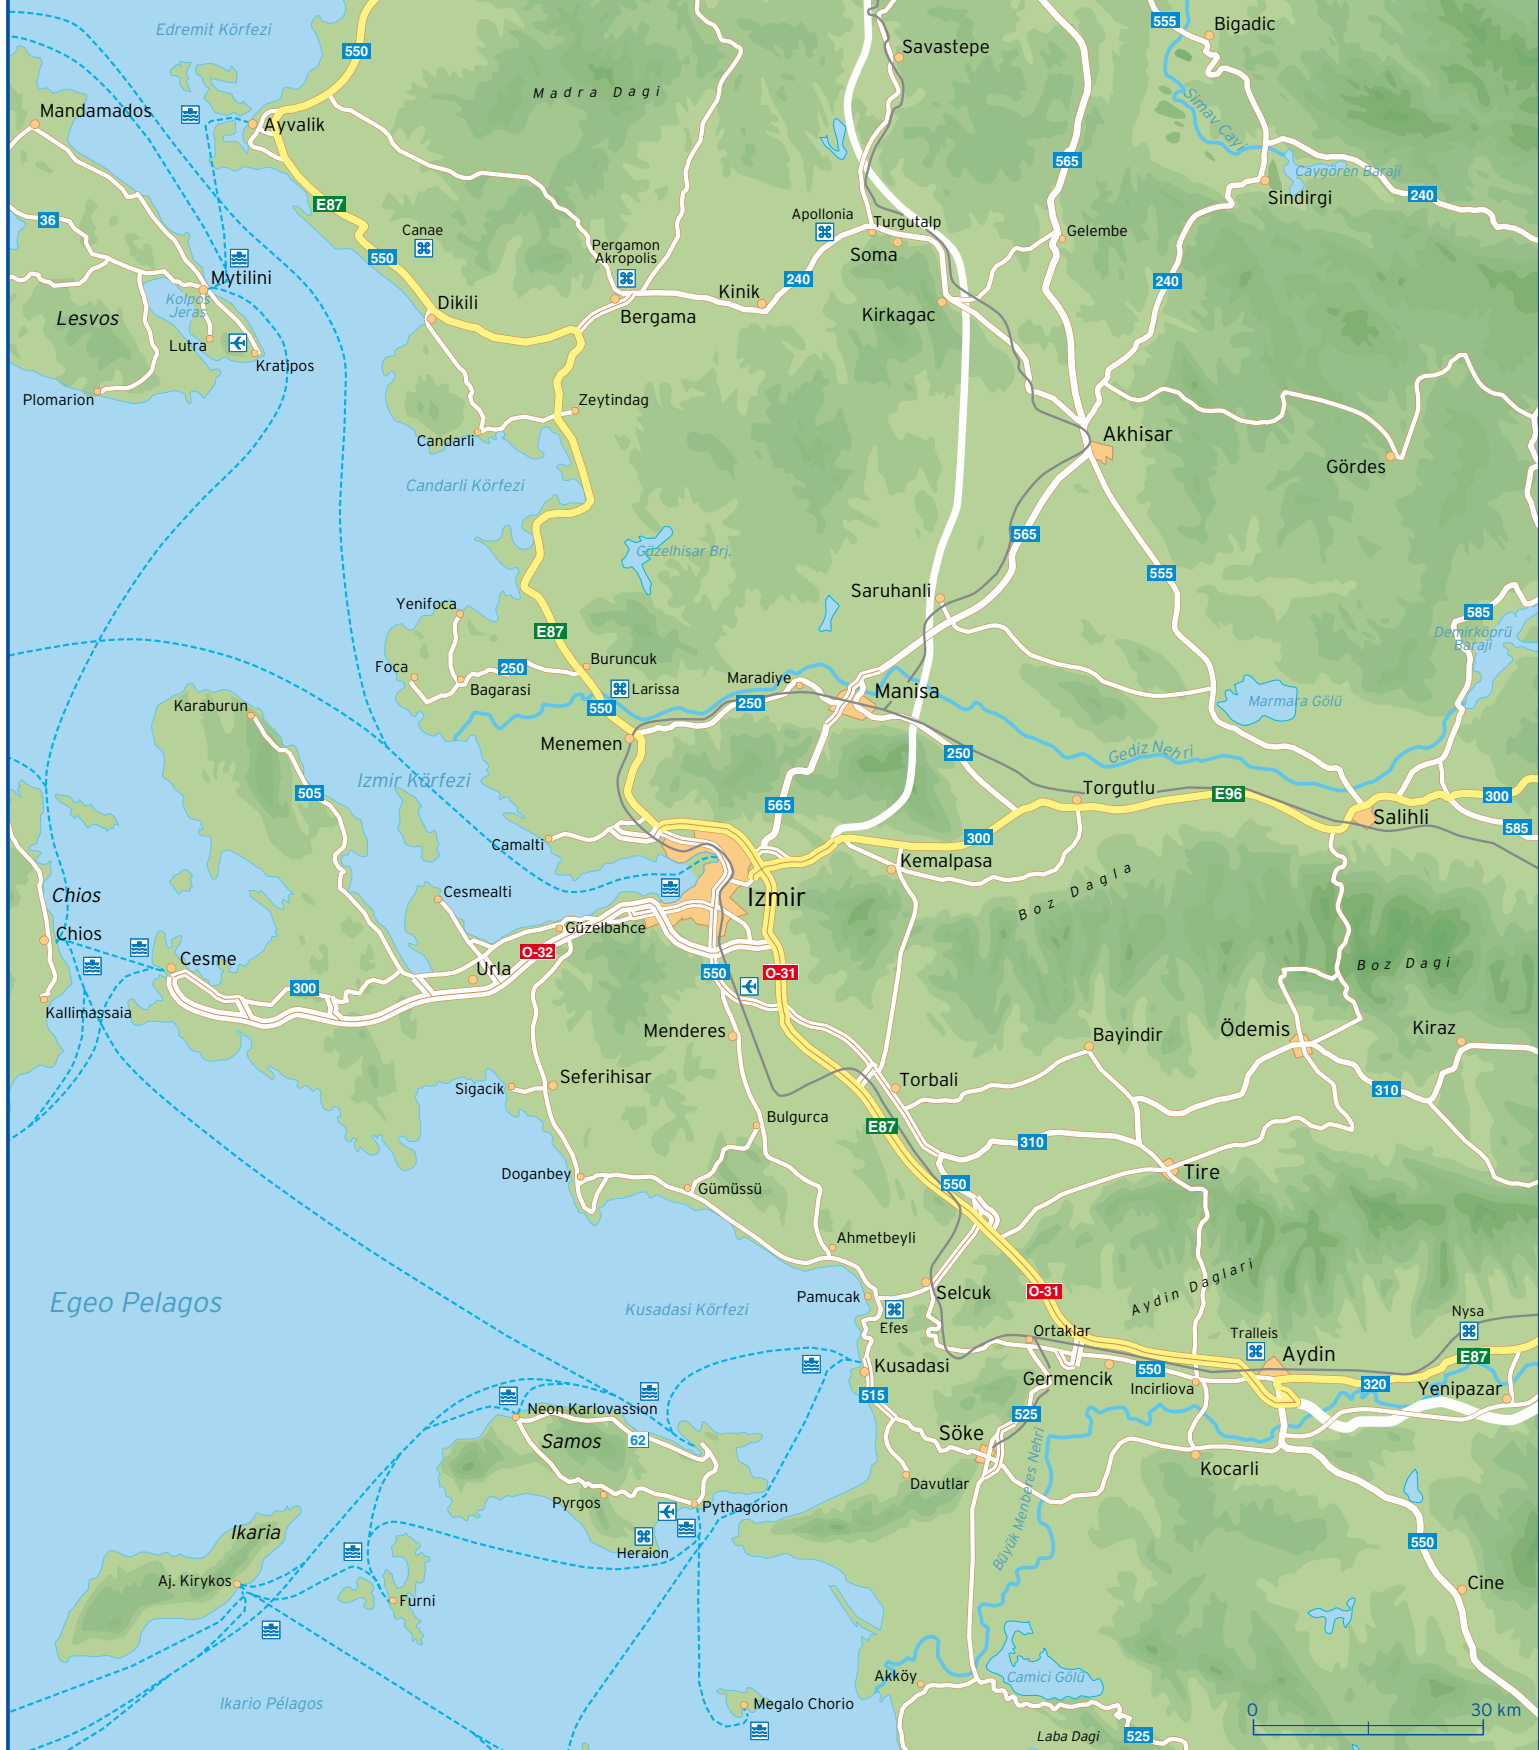 Edremit Körfezi
550
555
Bigadic
Savastepe
Madra Dagi
Mandamados
Ayvalik
Simav Cayi
565
Caygören Baraji
Sindirgi
240
36
E87
Canae
550
Pergamon
Akropolis
Apollonia
Turgutalp
Soma
Gelembe
Mytilini
Kolpos
Jeras
Lesvos
Dikili
Bergama
Kinik
240
240
Kirkagac
Lutra
Kratipos
Plomarion
Zeytindag
Candarli
Akhisar
Gördes
Candarli Körfezi
Güzelhisar Brj.
565
555
Saruhanli
Yenifoca
E87
585
Demirköprü
Baraji
Foca
250
Buruncuk
Bagarasi
Larissa
Maradiye
Manisa
Marmara Gölü
Karaburun
550
250
Menemen
250
Gediz Nehri
Izmir Körfezi
505
565
Torgutlu
E96
300
Salihli
585
Camalti
300
Kemalpasa
Boz Dagla
Chios
Cesmealti
Izmir
Chios
Güzelbahce
Cesme
O-32
Urla
550
O-31
Boz Dagi
300
Kallimassaia
Menderes
Bayindir
Ödemis
Kiraz
Seferihisar
Sigacik
Torbali
310
Bulgurca
E87
310
Doganbey
Gümüssü
550
Tire
Ahmetbeyli
Aydin Daglari
Egeo Pelagos
Kusadasi Körfezi
Pamucak
Selcuk
O-31
Efes
Ortaklar
Tralleis
Nysa
Aydin
E87
Kusadasi
Germencik
550
Incirliova
320
Yenipazar
515
525
Neon Karlovassion
Samos
62
Söke
Kocarli
Davutlar
Büyük Menberes Nehri
Pyrgos
Pythagorion
Ikaria
Heraion
550
Aj. Kirykos
Furni
Cine
Akköy
Camici Gölü
Ikario Pélagos
Megalo Chorio
0
30 km
Laba Dagi
525